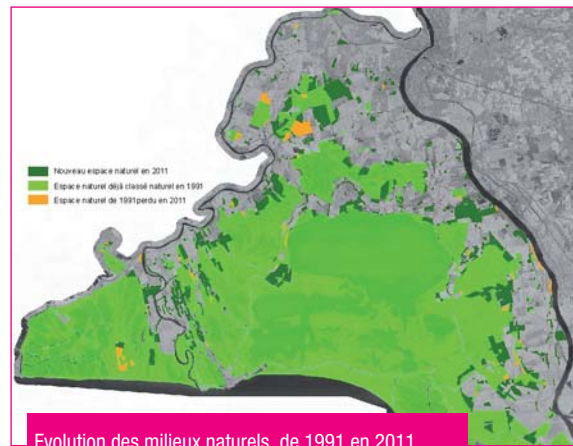 Nouveau espace naturel en 2011
Espace naturel déjà classé naturel en 1991
Espace naturel de 1991perdu en 2011
Evolution des milieux naturels, de 1991 en 2011